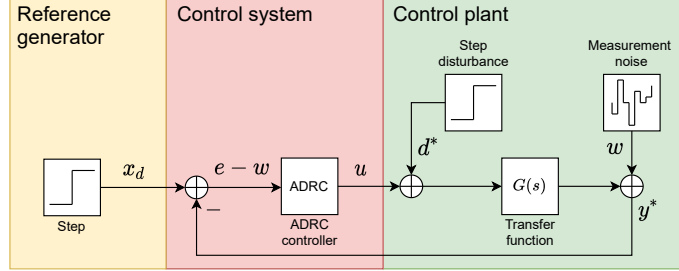 Reference
generator
Control system
Control plant
Step
disturbance
Measurement
noise
d*
w
x_d
e − w
u
ADRC
G(s)
y*
−
Step
ADRC
controller
Transfer
function